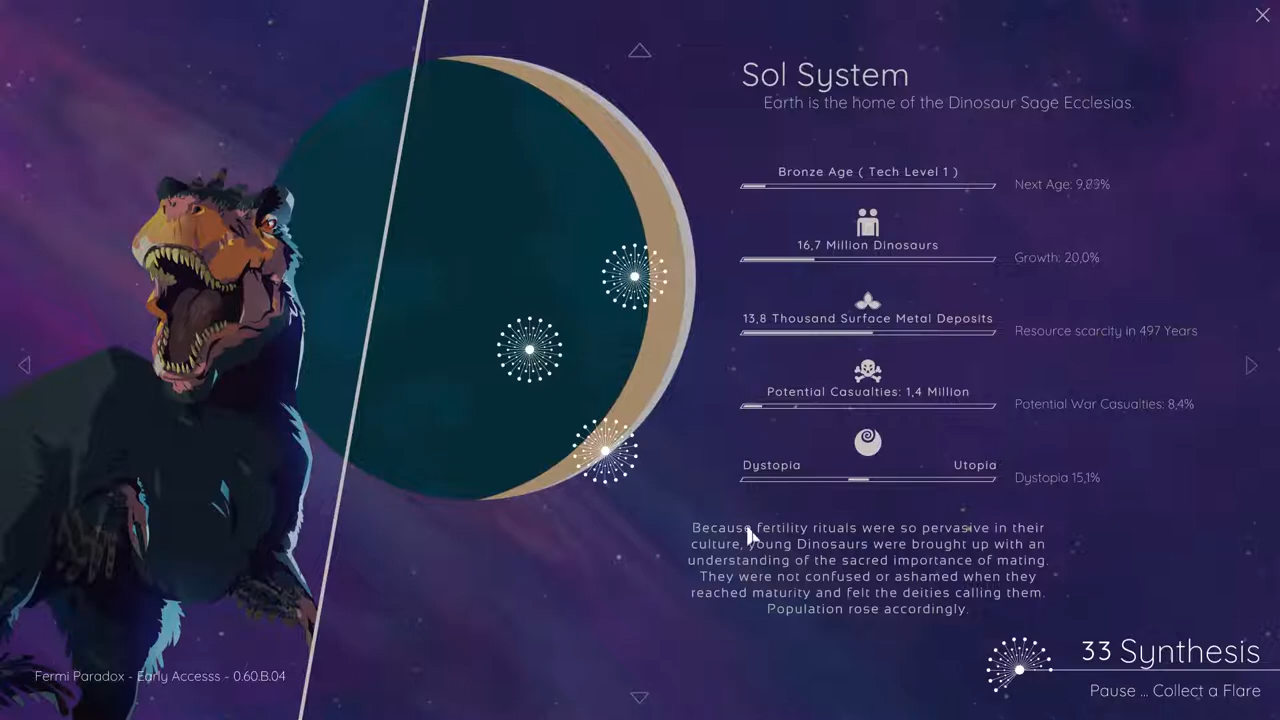 Sol System
Earth is the home of the Dinosaur Sage Ecclesias.
Bronze Age ( Tech Level 1 )
Next Age: 9,83%
16,7 Million Dinosaurs
Growth: 20,0%
13,8 Thousand Surface Metal Deposits
Resource scarcity in 497 Years
Potential Casualties: 1,4 Million
Potential War Casualties: 8,4%
Dystopia
Utopia
Dystopia 15,1%
Because fertility rituals were so pervasive in their
culture, young Dinosaurs were brought up with an
understanding of the sacred importance of mating.
They were not confused or ashamed when they
reached maturity and felt the deities calling them.
Population rose accordingly.
33 Synthesis
Pause ... Collect a Flare
Fermi Paradox - Early Accesss - 0.60.B.04